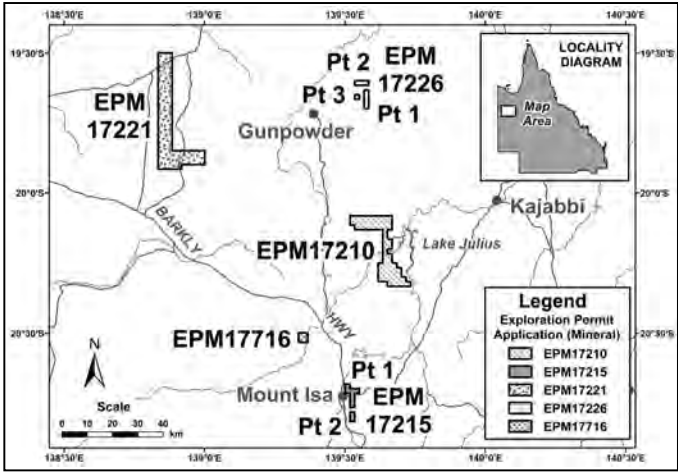 138°30'E 139°0'E 139°30'E 140°0'E 140°30'E
19°30'S 19°30'S
LOCALITY
DIAGRAM
Map
Area
EPM
17221
Pt 2 EPM
17226
Pt 3
Pt 1
Gunpowder
20°0'S 20°0'S
Kajabbi
BARKLY
HWY
EPM17210
Lake Julius
20°30'S 20°30'S
EPM17716
Pt 1
Mount Isa
EPM
17215
Pt 2
N
Scale
0 10 20 30 40
km
Legend
Exploration Permit
Application (Mineral)
EPM17210
EPM17215
EPM17221
EPM17226
EPM17716
138°30'E 139°0'E 139°30'E 140°0'E 140°30'E